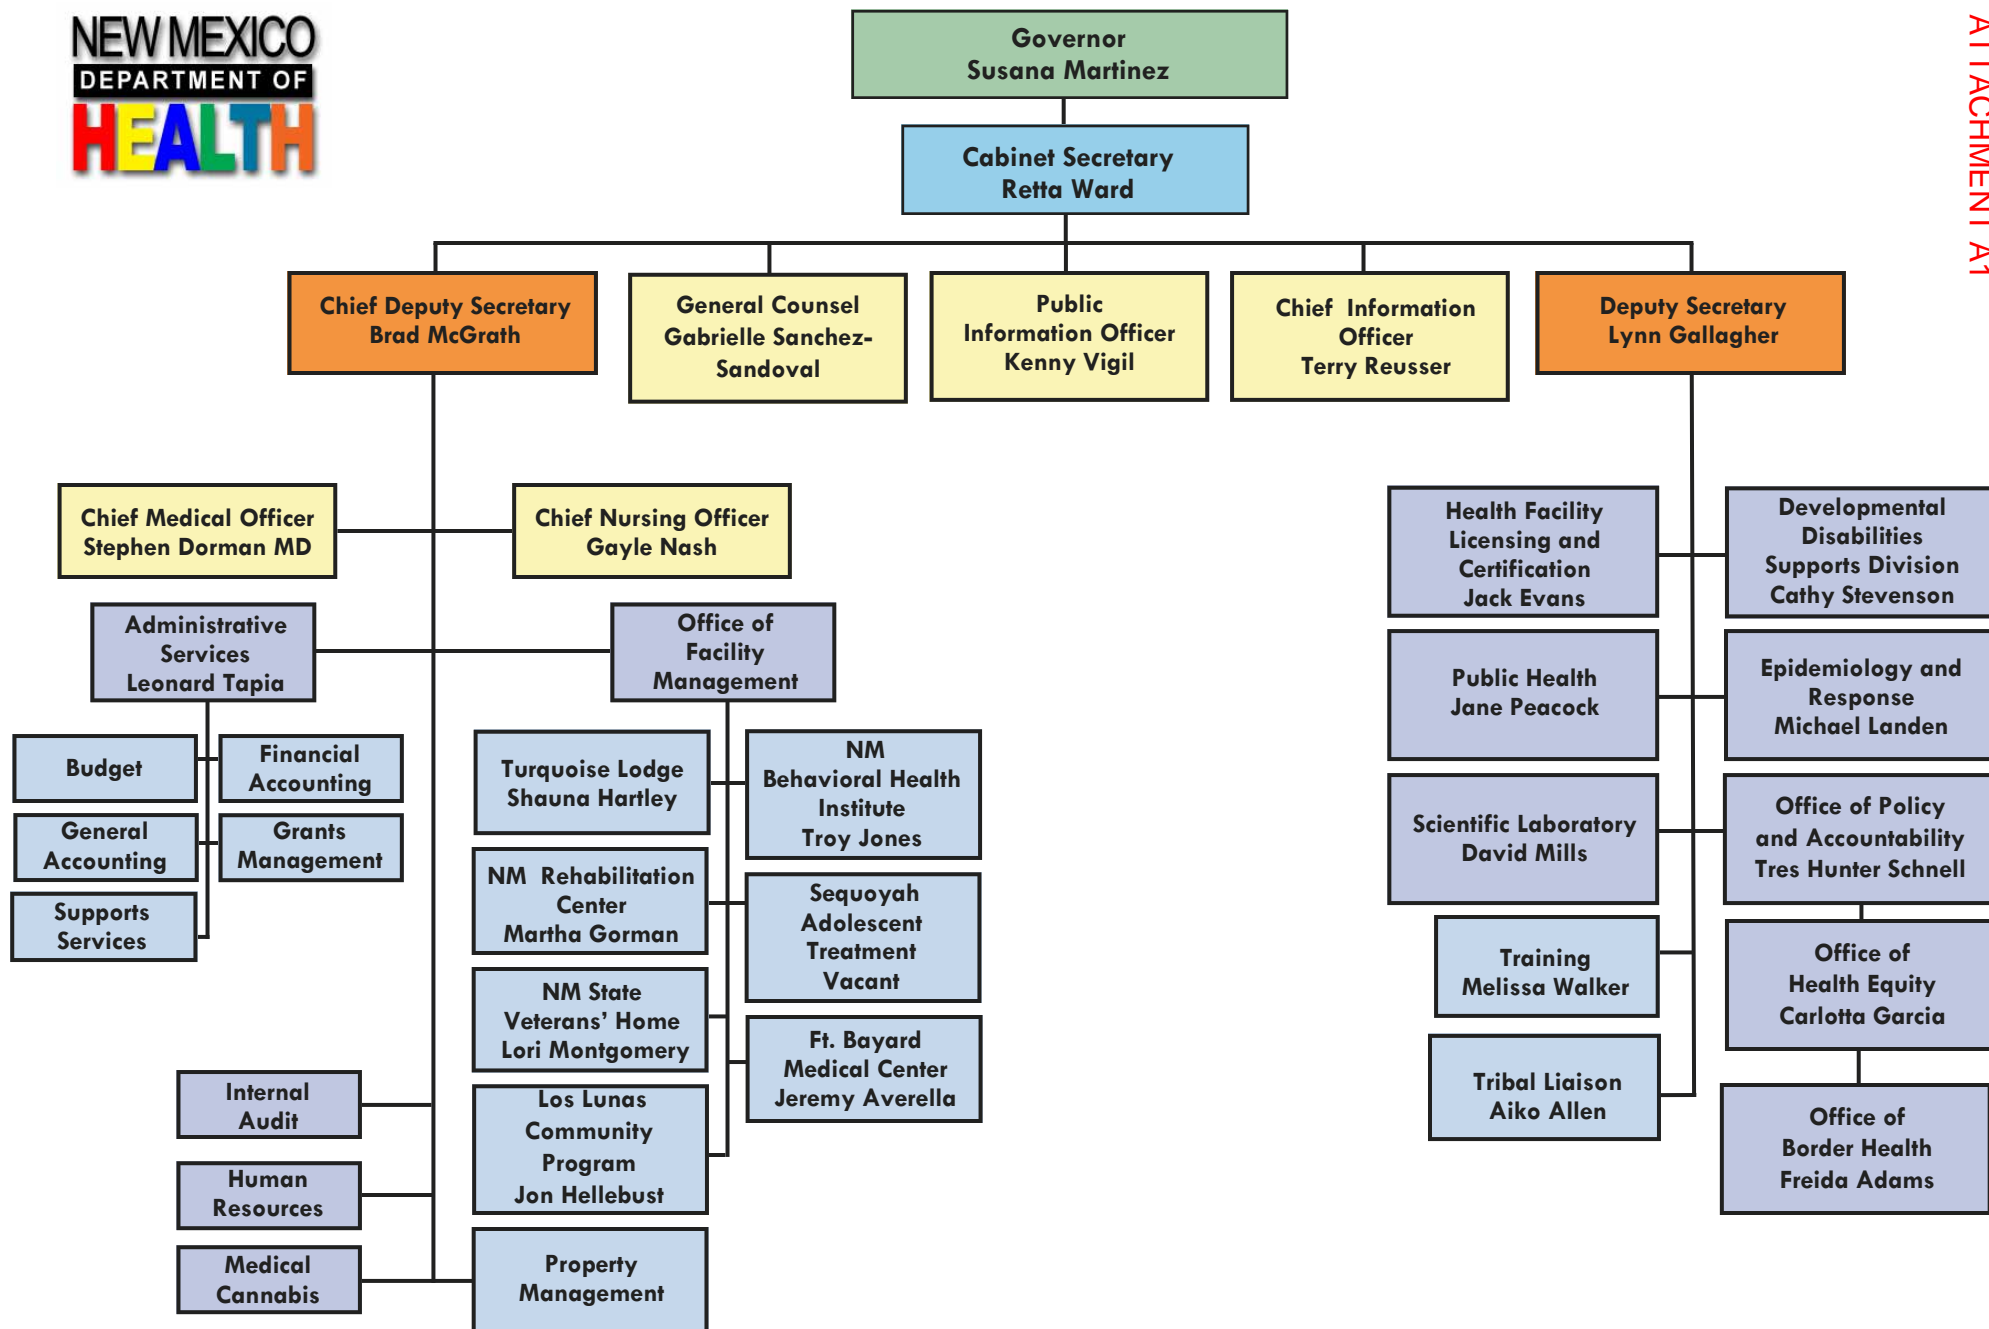 NEW MEXICO
DEPARTMENT OF
HEALTH
ATTACHMENT A1
Governor
Susana Martinez
Cabinet Secretary
Retta Ward
Chief Deputy Secretary
Brad McGrath
General Counsel
Gabrielle Sanchez-
Sandoval
Public
Information Officer
Kenny Vigil
Chief Information
Officer
Terry Reusser
Deputy Secretary
Lynn Gallagher
Chief Medical Officer
Stephen Dorman MD
Chief Nursing Officer
Gayle Nash
Administrative
Services
Leonard Tapia
Office of
Facility
Management
Budget
Financial
Accounting
General
Accounting
Grants
Management
Supports
Services
Turquoise Lodge
Shauna Hartley
NM
Behavioral Health
Institute
Troy Jones
NM Rehabilitation
Center
Martha Gorman
Sequoyah
Adolescent
Treatment
Vacant
NM State
Veterans’ Home
Lori Montgomery
Ft. Bayard
Medical Center
Jeremy Averella
Los Lunas
Community
Program
Jon Hellebust
Internal
Audit
Human
Resources
Medical
Cannabis
Property
Management
Health Facility
Licensing and
Certification
Jack Evans
Developmental
Disabilities
Supports Division
Cathy Stevenson
Public Health
Jane Peacock
Epidemiology and
Response
Michael Landen
Scientific Laboratory
David Mills
Office of Policy
and Accountability
Tres Hunter Schnell
Training
Melissa Walker
Office of
Health Equity
Carlotta Garcia
Tribal Liaison
Aiko Allen
Office of
Border Health
Freida Adams